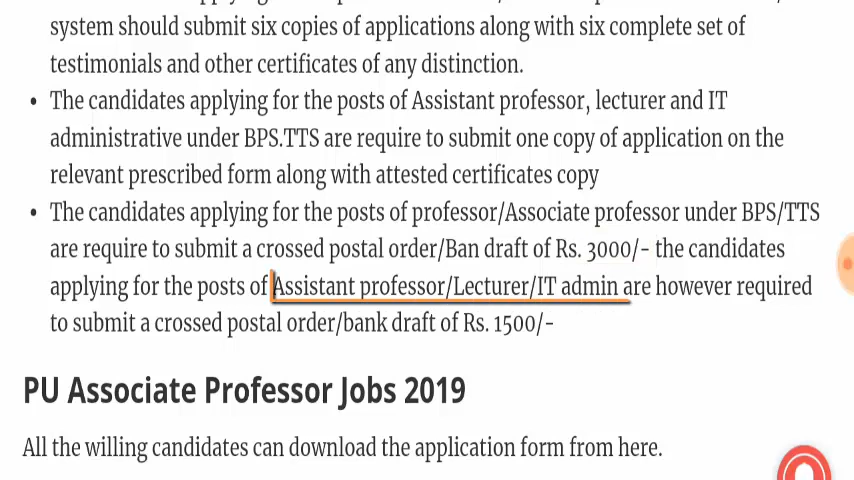 system should submit six copies of applications along with six complete set of
testimonials and other certificates of any distinction.
• The candidates applying for the posts of Assistant professor, lecturer and IT
administrative under BPS.TTS are require to submit one copy of application on the
relevant prescribed form along with attested certificates copy
• The candidates applying for the posts of professor/Associate professor under BPS/TTS
are require to submit a crossed postal order/Ban draft of Rs. 3000/- the candidates
applying for the posts of Assistant professor/Lecturer/IT admin are however required
to submit a crossed postal order/bank draft of Rs. 1500/-
PU Associate Professor Jobs 2019
All the willing candidates can download the application form from here.